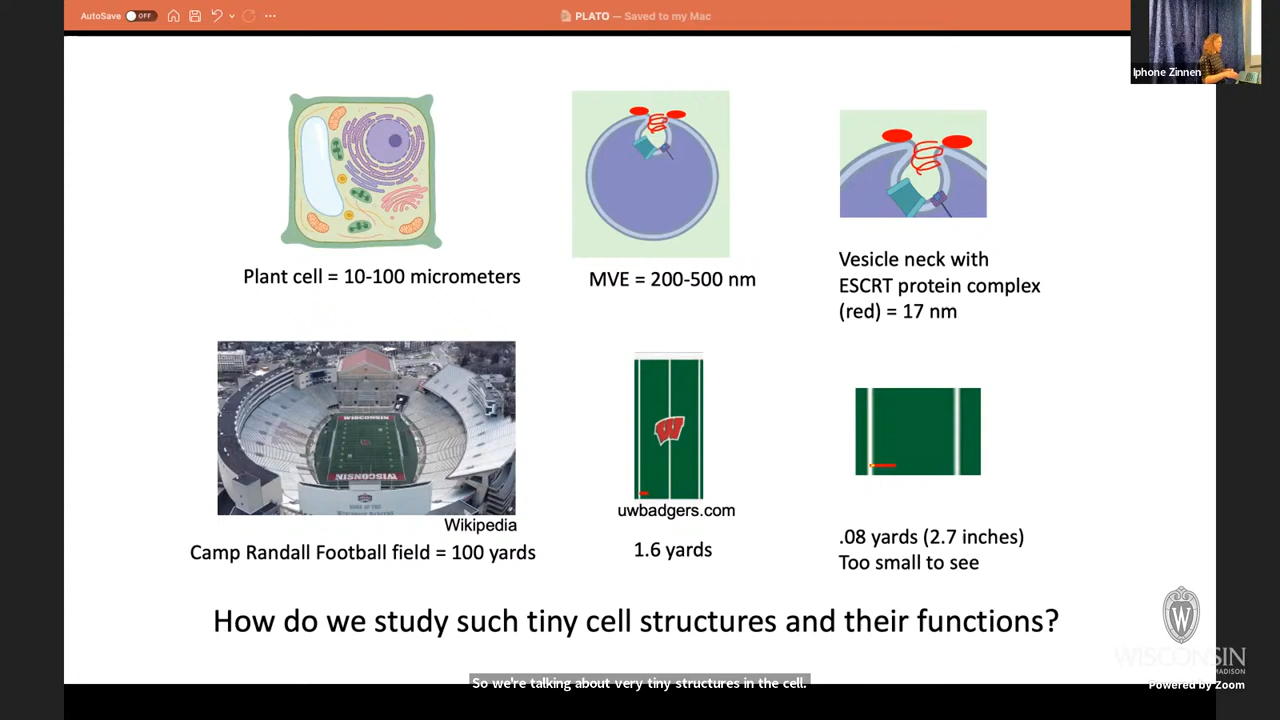 AutoSave OFF
PLATO — Saved to my Mac
Iphone Zinnen
Plant cell = 10-100 micrometers
MVE = 200-500 nm
Vesicle neck with
ESCRT protein complex
(red) = 17 nm
WISCONSIN
WISCONSIN
W
Wikipedia
uwbadgers.com
Camp Randall Football field = 100 yards
1.6 yards
.08 yards (2.7 inches)
Too small to see
How do we study such tiny cell structures and their functions?
W
WISCONSIN
MADISON
So we're talking about very tiny structures in the cell.
Powered by Zoom